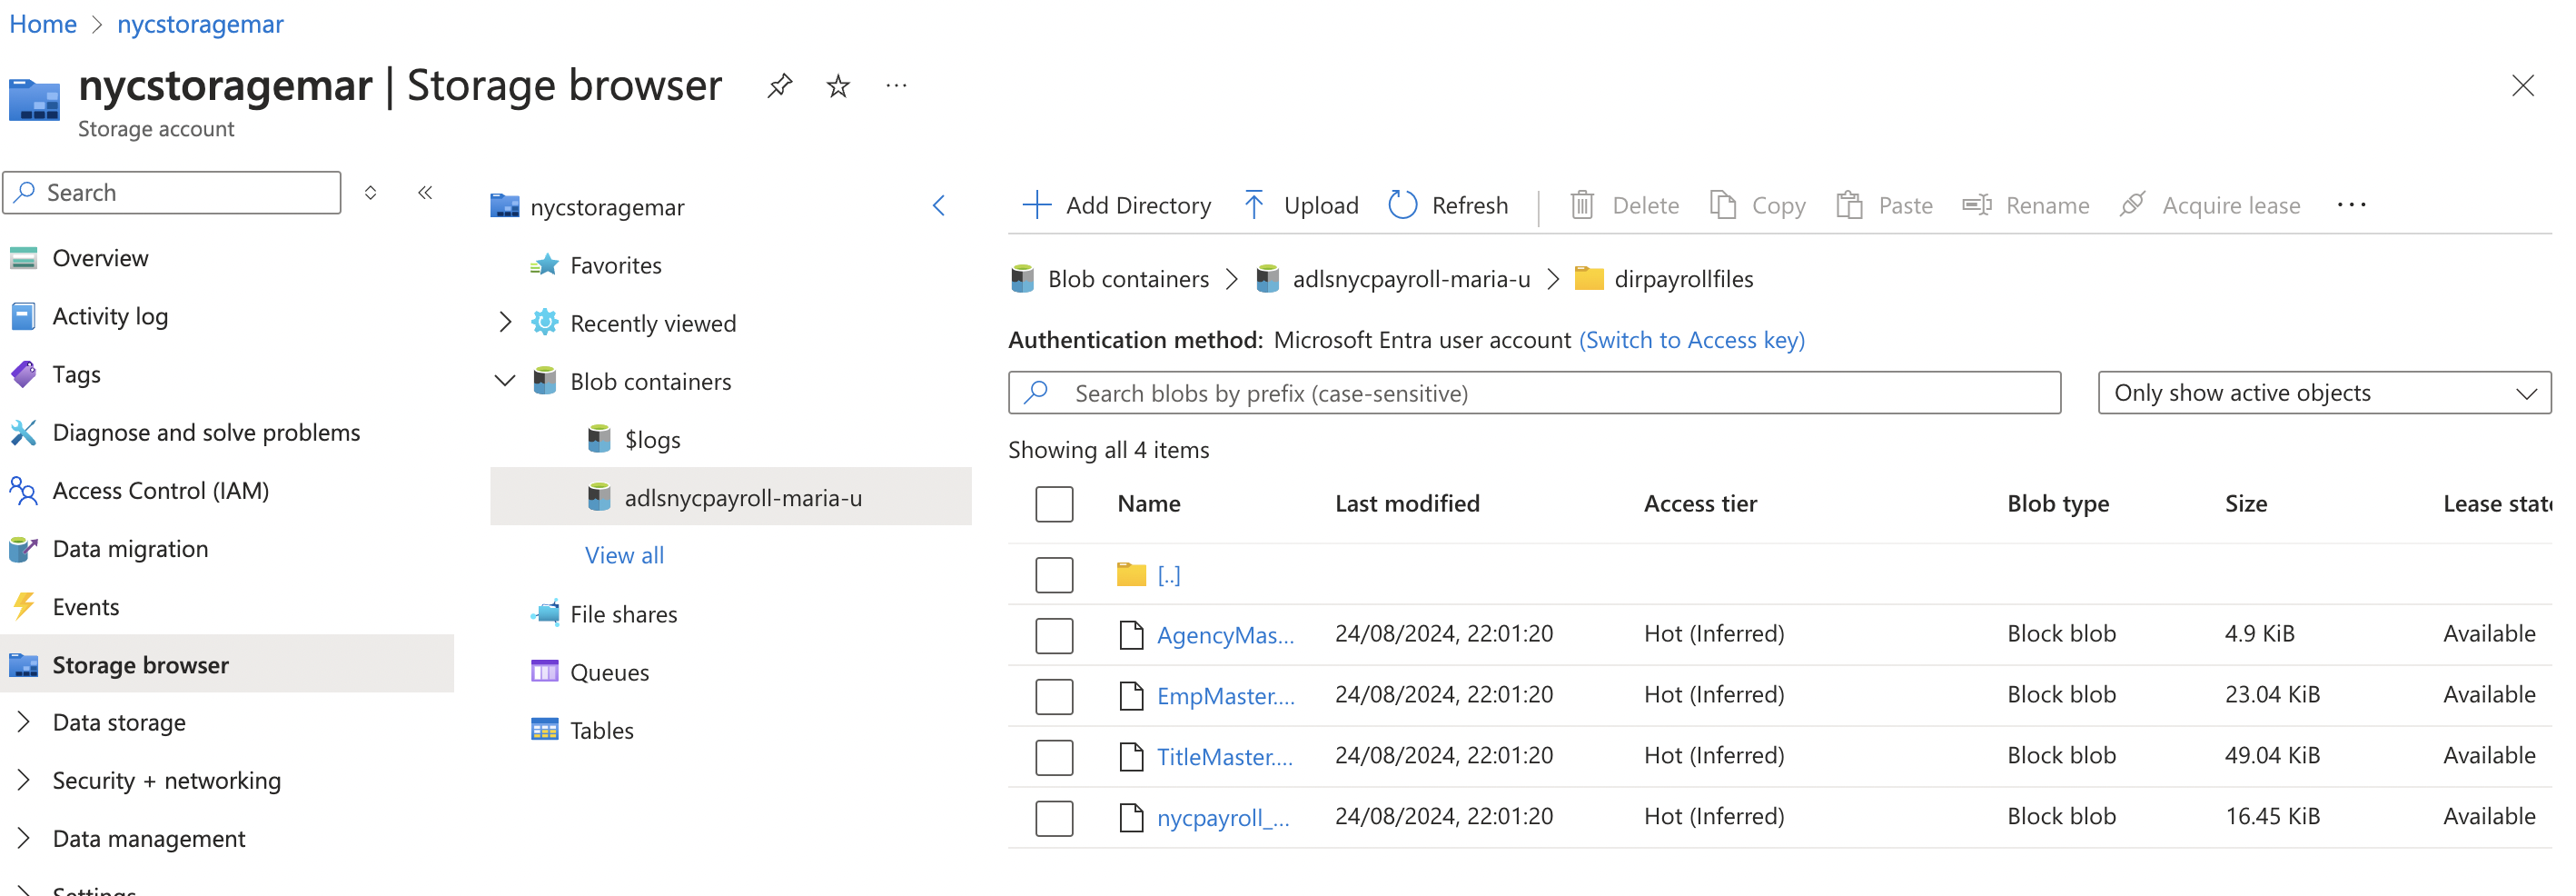 Home > nycstoragemar
nycstoragemar | Storage browser ...
Storage account
Search
Overview
Activity log
Tags
Diagnose and solve problems
Access Control (IAM)
Data migration
Events
Storage browser
Data storage
Security + networking
Data management
Settings
nycstoragemar
Favorites
Recently viewed
Blob containers
$logs
adlsnycpayroll-maria-u
View all
File shares
Queues
Tables
Add Directory Upload Refresh Delete Copy Paste Rename Acquire lease ...
Blob containers > adlsnycpayroll-maria-u > dirpayrollfiles
Authentication method: Microsoft Entra user account (Switch to Access key)
Search blobs by prefix (case-sensitive) Only show active objects
Showing all 4 items
Name Last modified Access tier Blob type Size Lease state
[..]
AgencyMas... 24/08/2024, 22:01:20 Hot (Inferred) Block blob 4.9 KiB Available
EmpMaster.... 24/08/2024, 22:01:20 Hot (Inferred) Block blob 23.04 KiB Available
TitleMaster.... 24/08/2024, 22:01:20 Hot (Inferred) Block blob 49.04 KiB Available
nycpayroll_... 24/08/2024, 22:01:20 Hot (Inferred) Block blob 16.45 KiB Available